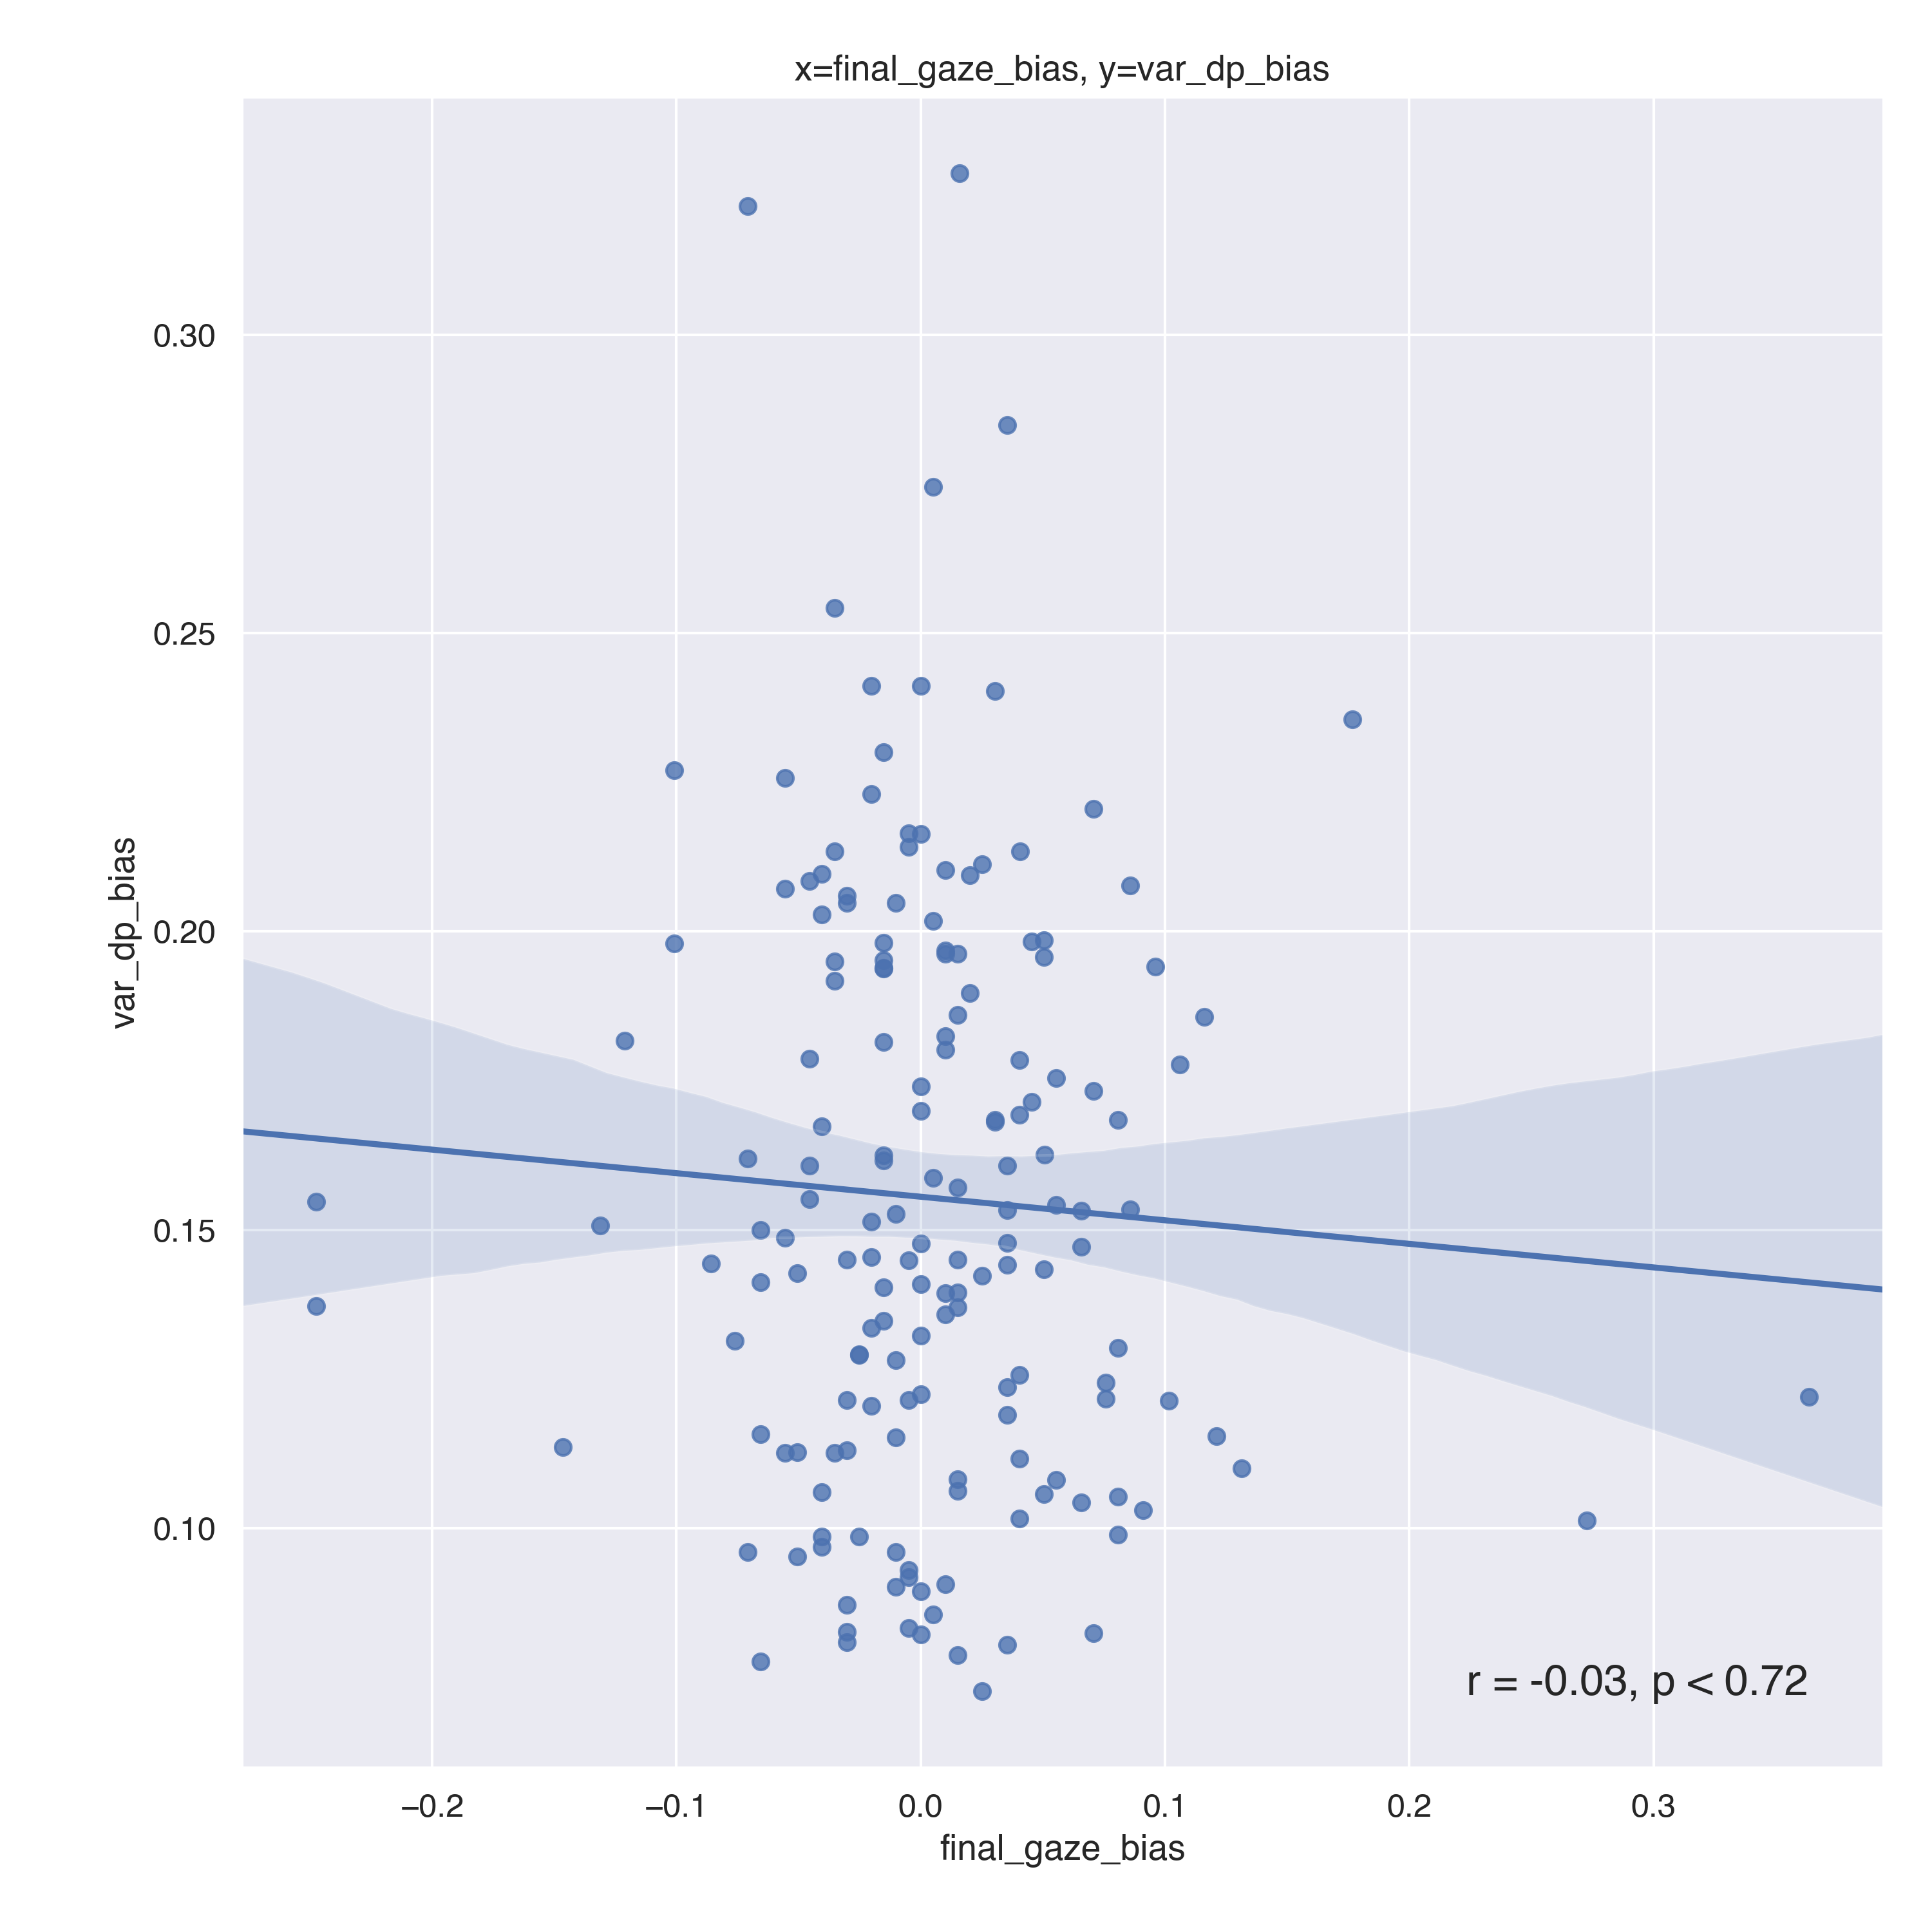 x=final_gaze_bias, y=var_dp_bias
0.30
0.25
0.20
0.15
0.10
var_dp_bias
r = -0.03, p < 0.72
−0.2
−0.1
0.0
0.1
0.2
0.3
final_gaze_bias